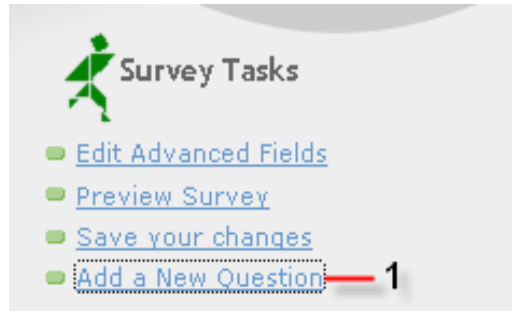 Survey Tasks
Edit Advanced Fields
Preview Survey
Save your changes
Add a New Question 1